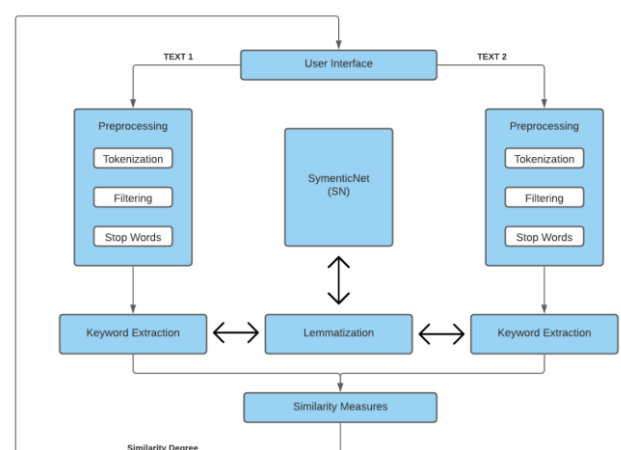 TEXT 1
User Interface
TEXT 2
Preprocessing
Tokenization
Filtering
Stop Words
SymenticNet
(SN)
Preprocessing
Tokenization
Filtering
Stop Words
Keyword Extraction
Lemmatization
Keyword Extraction
Similarity Measures
Similarity Degree